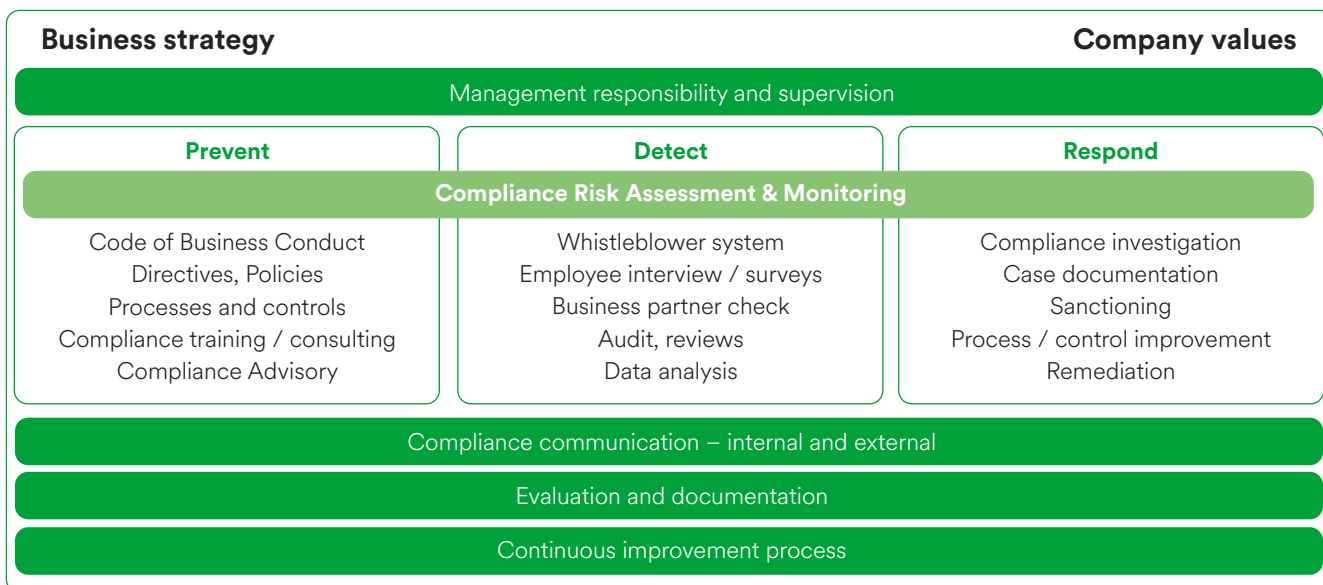 Business strategy
Company values
Management responsibility and supervision
Prevent
Detect
Respond
Compliance Risk Assessment & Monitoring
Code of Business Conduct
Directives, Policies
Processes and controls
Compliance training / consulting
Compliance Advisory
Whistleblower system
Employee interview / surveys
Business partner check
Audit, reviews
Data analysis
Compliance investigation
Case documentation
Sanctioning
Process / control improvement
Remediation
Compliance communication – internal and external
Evaluation and documentation
Continuous improvement process